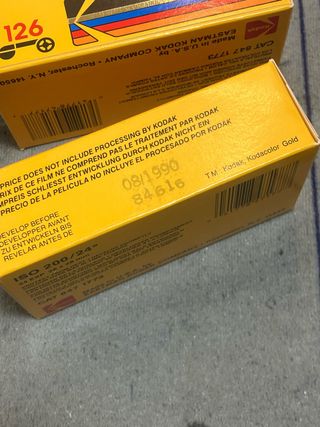 126
Kodak
Made in U.S.A. by
EASTMAN KODAK COMPANY
Rochester, N.Y. 14650
CAT 847 1773
PRICE DOES NOT INCLUDE PROCESSING BY KODAK
RIX DE CE FILM NE COMPREND PAS LE TRAITEMENT PAR KODAK
MPREIS SCHLIESST ENTWICKLUNG DURCH KODAK NICHT EIN
PRECIO DE LA PELICULA NO INCLUYE EL PROCESADO POR KODAK
08/1990
84616
T.M.: Kodak, Kodacolor Gold
DEVELOP BEFORE
DEVELOPPER AVANT
ZU ENTWICKELN BIS
REVELAR ANTES DE
ISO 200/24°